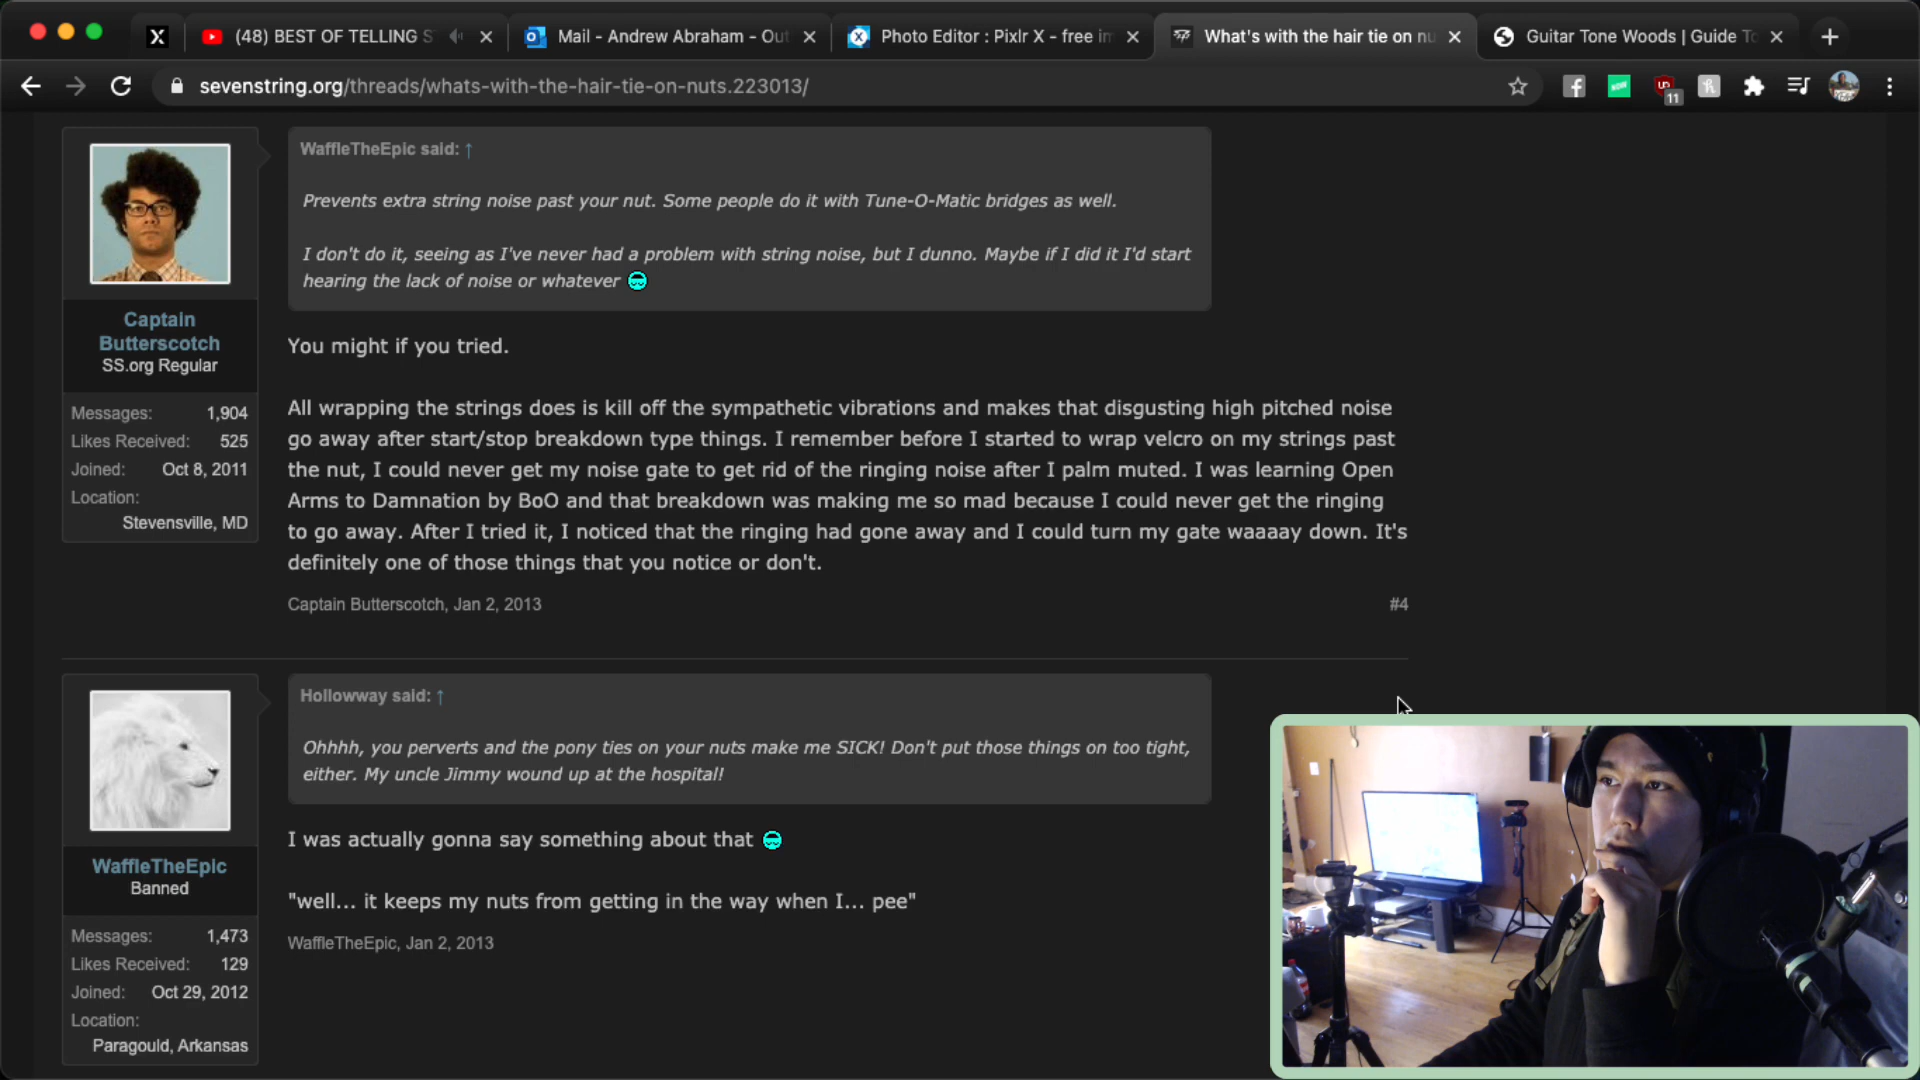 (48) BEST OF TELLING S
Mail - Andrew Abraham - Out
Photo Editor : Pixlr X - free im
What's with the hair tie on nu
Guitar Tone Woods | Guide To
sevenstring.org/threads/whats-with-the-hair-tie-on-nuts.223013/
11
WaffleTheEpic said: ↑
Prevents extra string noise past your nut. Some people do it with Tune-O-Matic bridges as well.
I don't do it, seeing as I've never had a problem with string noise, but I dunno. Maybe if I did it I'd start
hearing the lack of noise or whatever
Captain
Butterscotch
SS.org Regular
Messages: 1,904
Likes Received: 525
Joined: Oct 8, 2011
Location:
Stevensville, MD
You might if you tried.
All wrapping the strings does is kill off the sympathetic vibrations and makes that disgusting high pitched noise
go away after start/stop breakdown type things. I remember before I started to wrap velcro on my strings past
the nut, I could never get my noise gate to get rid of the ringing noise after I palm muted. I was learning Open
Arms to Damnation by BoO and that breakdown was making me so mad because I could never get the ringing
to go away. After I tried it, I noticed that the ringing had gone away and I could turn my gate waaaay down. It's
definitely one of those things that you notice or don't.
Captain Butterscotch, Jan 2, 2013
#4
Hollowway said: ↑
Ohhhh, you perverts and the pony ties on your nuts make me SICK! Don't put those things on too tight,
either. My uncle Jimmy wound up at the hospital!
WaffleTheEpic
Banned
Messages: 1,473
Likes Received: 129
Joined: Oct 29, 2012
Location:
Paragould, Arkansas
I was actually gonna say something about that
"well... it keeps my nuts from getting in the way when I... pee"
WaffleTheEpic, Jan 2, 2013